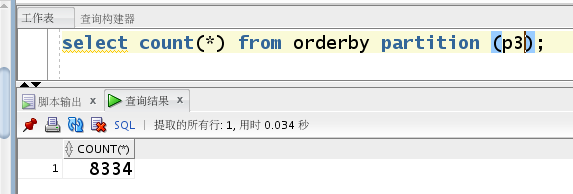 工作表 查询构建器
select count(*) from orderby partition (p3);
脚本输出 x 查询结果 x
SQL | 提取的所有行: 1, 用时 0.034 秒
COUNT(*)
1 8334